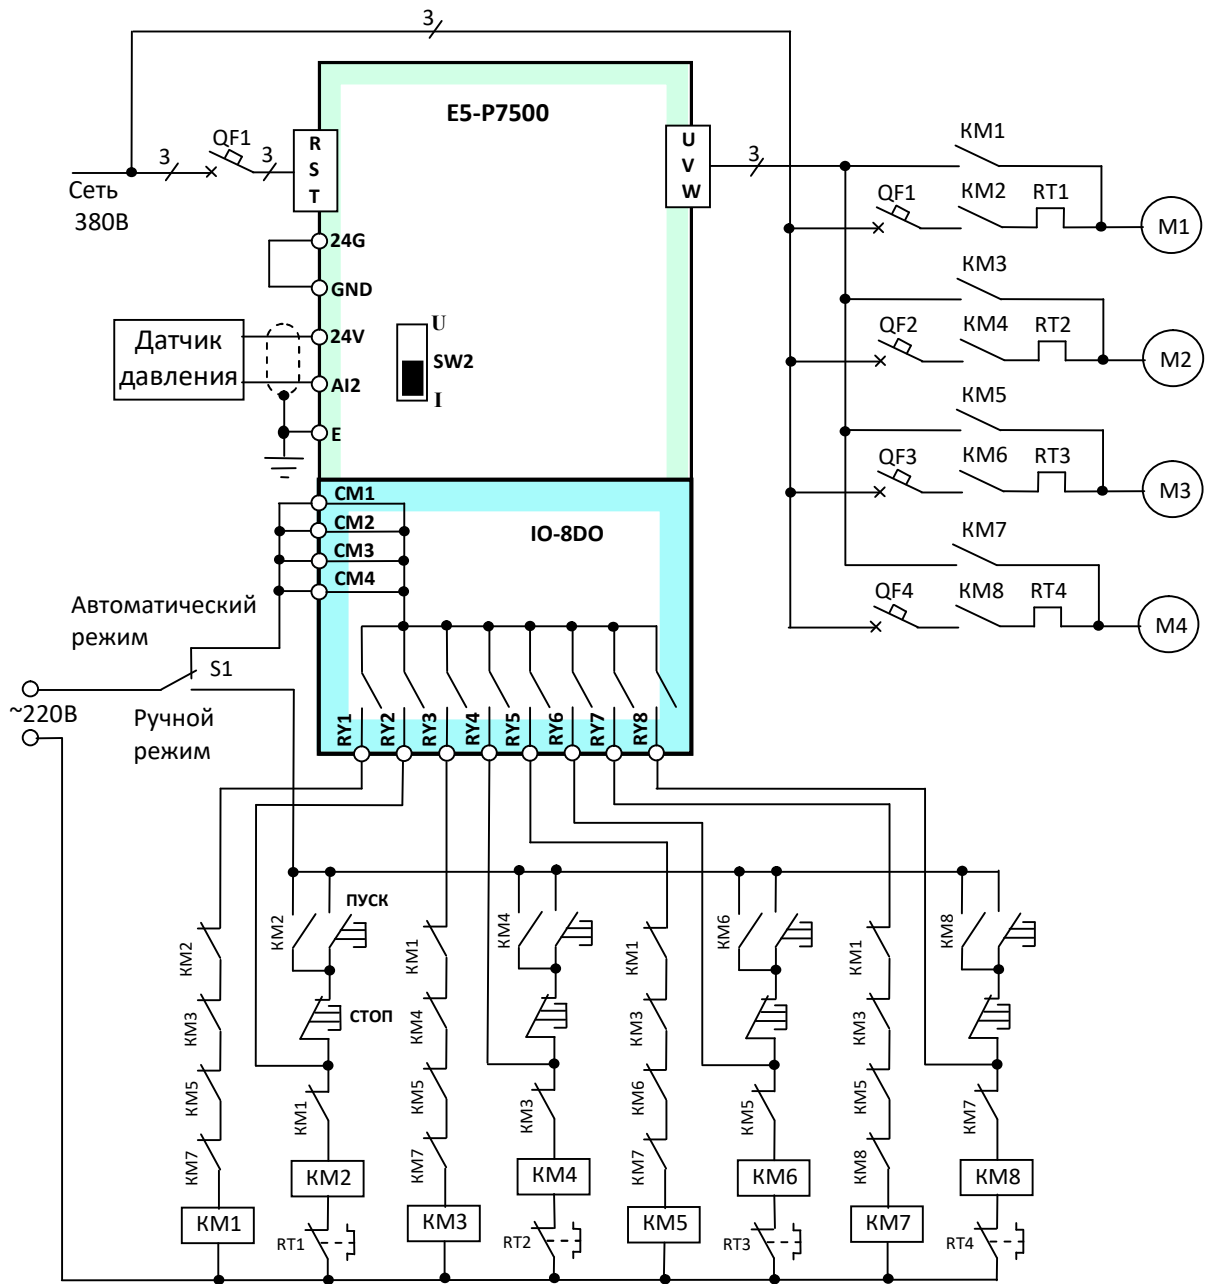 3
E5-P7500
QF1
3
3
R
S
T
U
V
W
3
Сеть
380В
KM1
QF1
KM2
RT1
M1
24G
GND
KM3
QF2
KM4
RT2
M2
Датчик
давления
24V
AI2
E
U
SW2
I
KM5
QF3
KM6
RT3
M3
KM7
QF4
KM8
RT4
M4
CM1
CM2
CM3
CM4
IO-8DO
Автоматический
режим
S1
~220В
Ручной
режим
RY1
RY2
RY3
RY4
RY5
RY6
RY7
RY8
KM2
KM2
ПУСК
KM1
KM4
KM1
KM6
KM1
KM8
KM3
СТОП
KM4
KM3
KM3
KM5
KM1
KM5
KM3
KM6
KM5
KM5
KM7
KM7
KM7
KM7
KM8
KM2
KM4
KM6
KM8
KM1
KM3
KM5
KM7
RT1
RT2
RT3
RT4